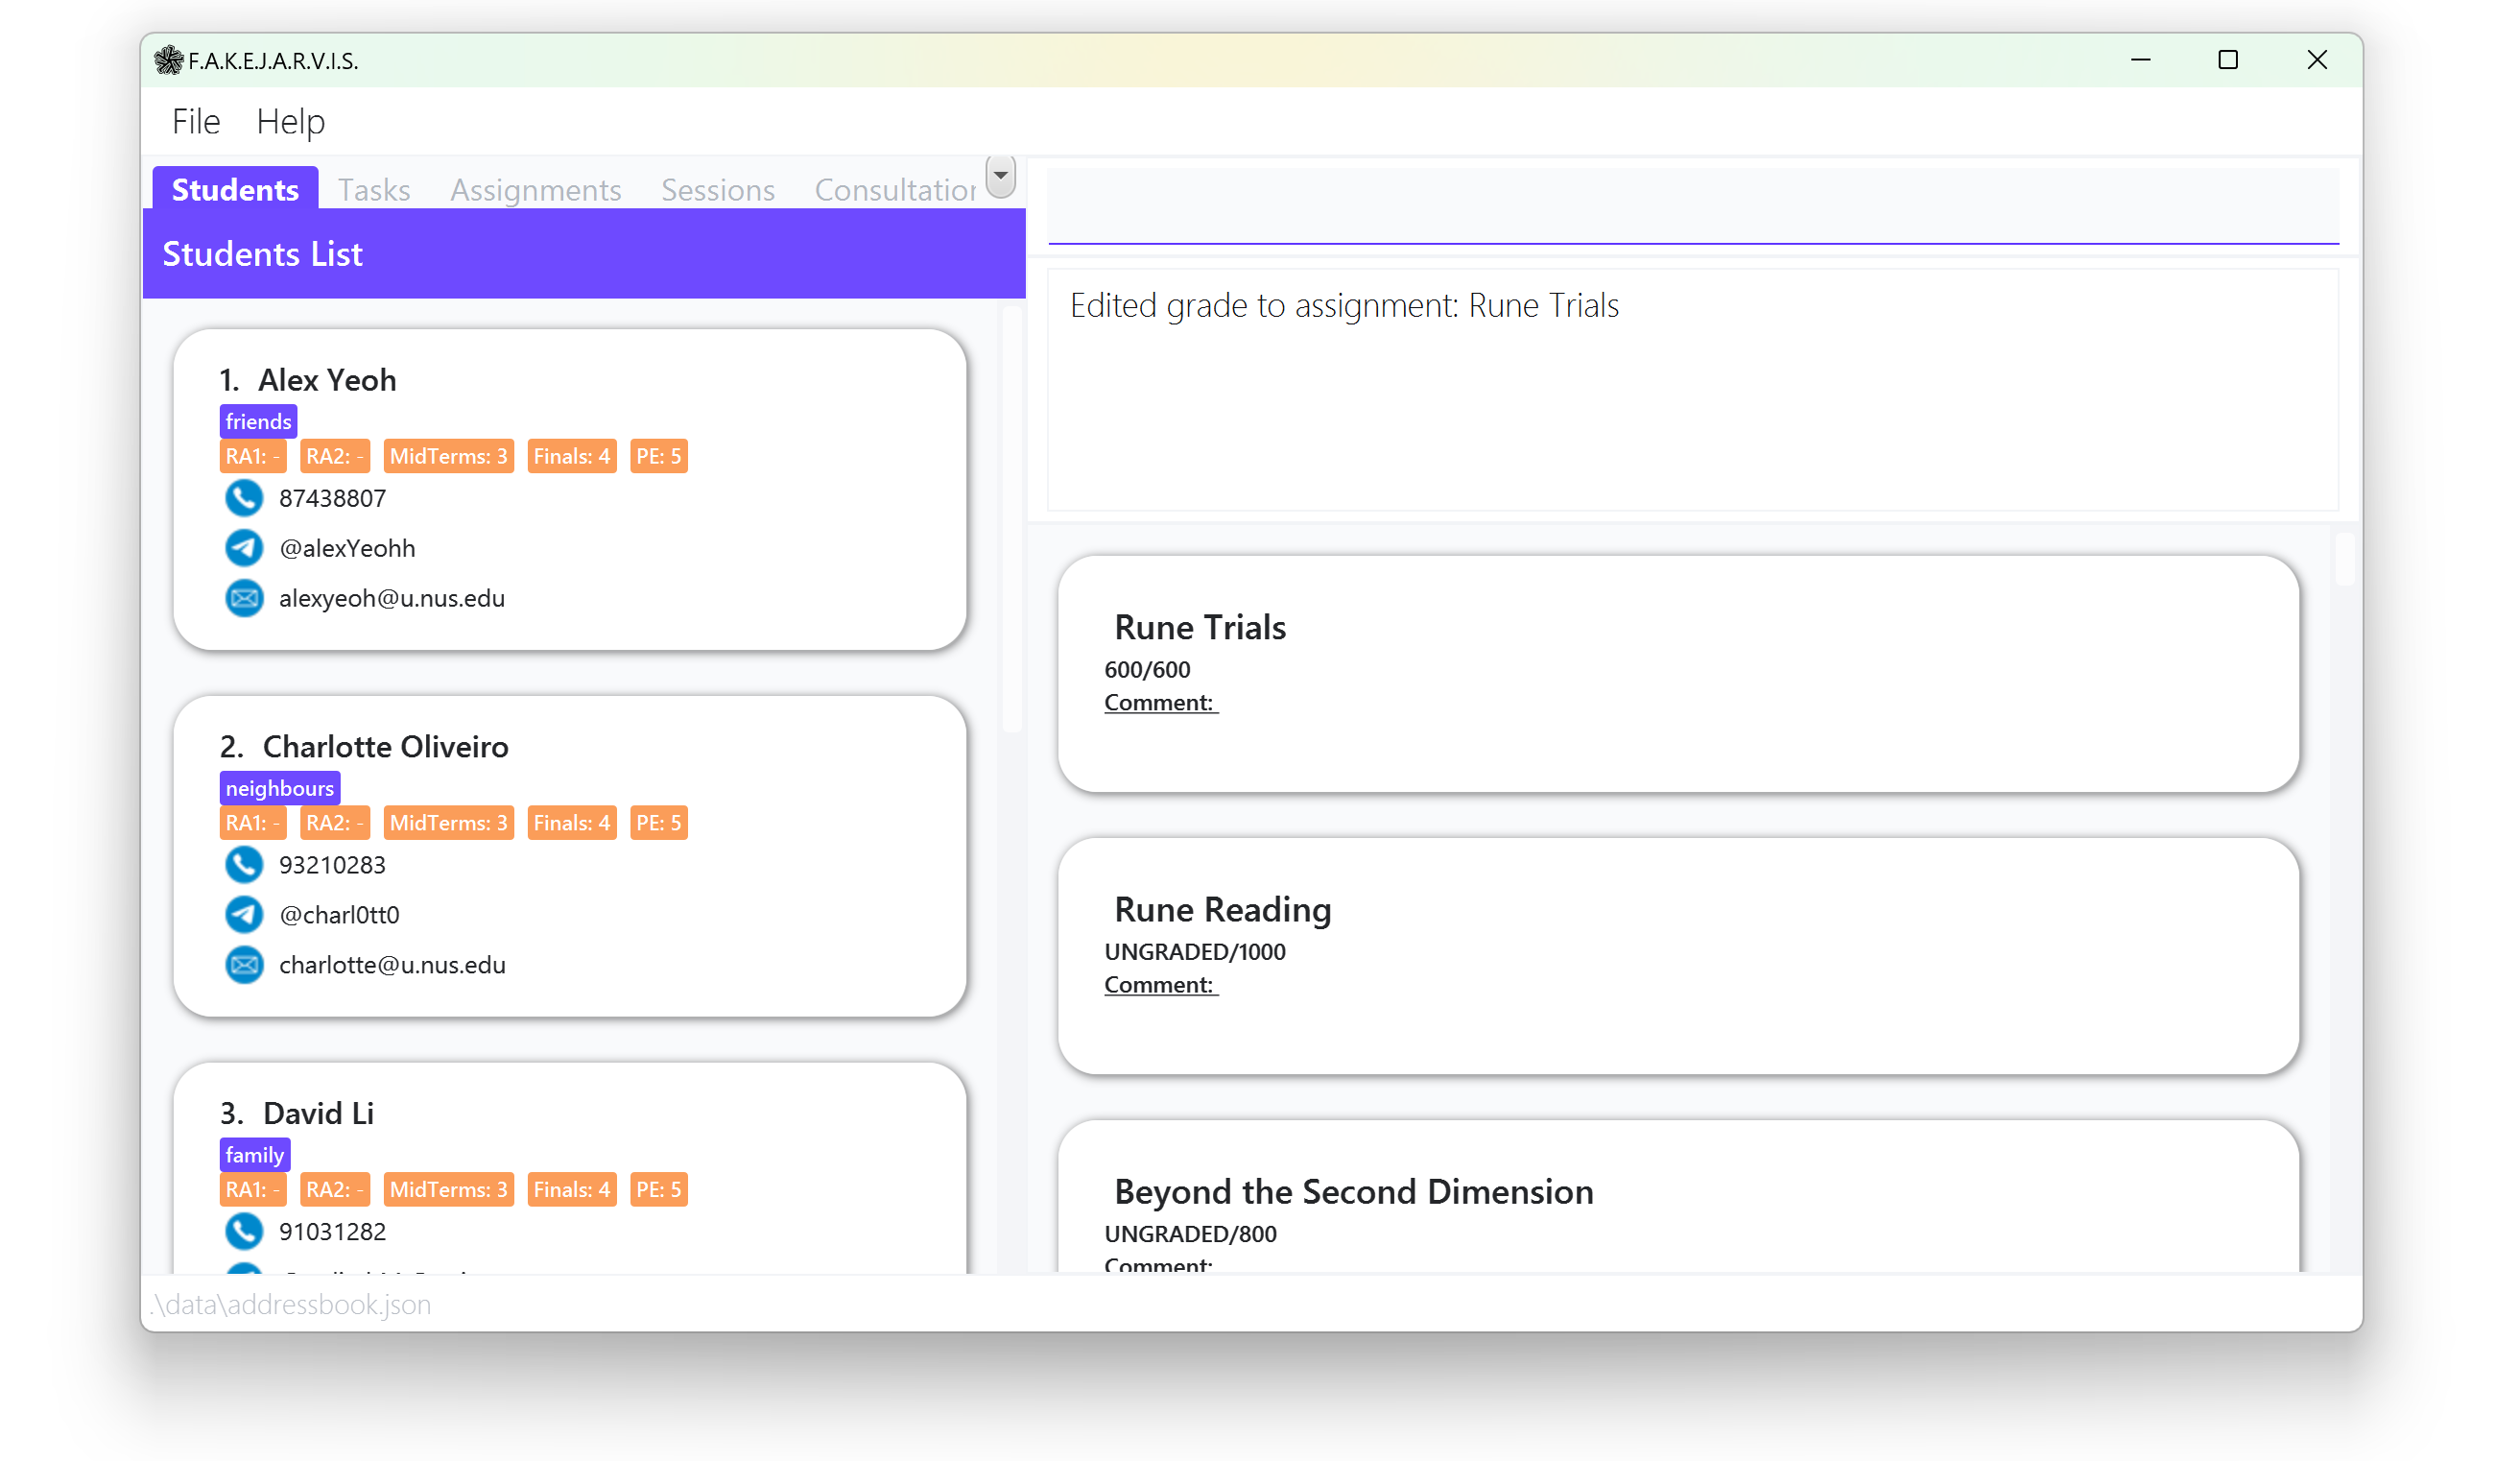 F.A.K.E.J.A.R.V.I.S.
File Help
Students Tasks Assignments Sessions Consultation
Students List
1. Alex Yeoh
friends
RA1: - RA2: - MidTerms: 3 Finals: 4 PE: 5
87438807
@alexYeohh
alexyeoh@u.nus.edu
2. Charlotte Oliveiro
neighbours
RA1: - RA2: - MidTerms: 3 Finals: 4 PE: 5
93210283
@charl0tt0
charlotte@u.nus.edu
3. David Li
family
RA1: - RA2: - MidTerms: 3 Finals: 4 PE: 5
91031282
Edited grade to assignment: Rune Trials
Rune Trials
600/600
Comment:
Rune Reading
UNGRADED/1000
Comment:
Beyond the Second Dimension
UNGRADED/800
Comment:
.\data\addressbook.json